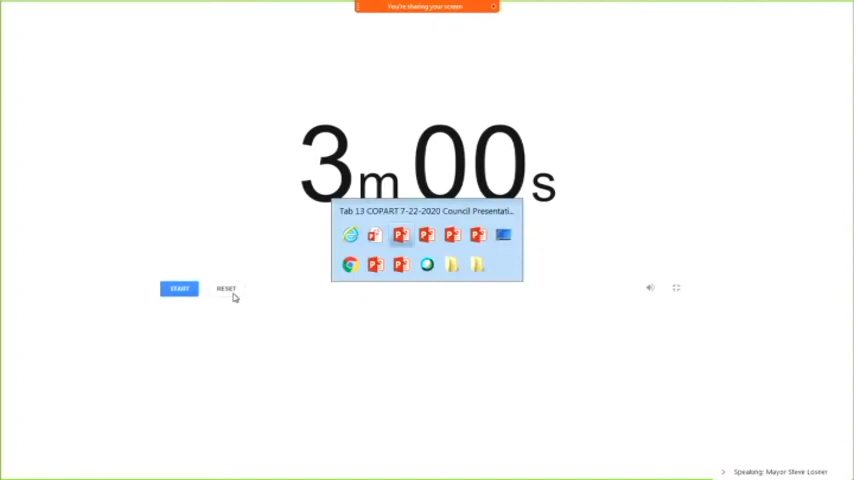 You're sharing your screen
3m 00s
Tab 13 COPART 7-22-2020 Council Presentati...
START RESET
Speaking: Mayor Steve Losner